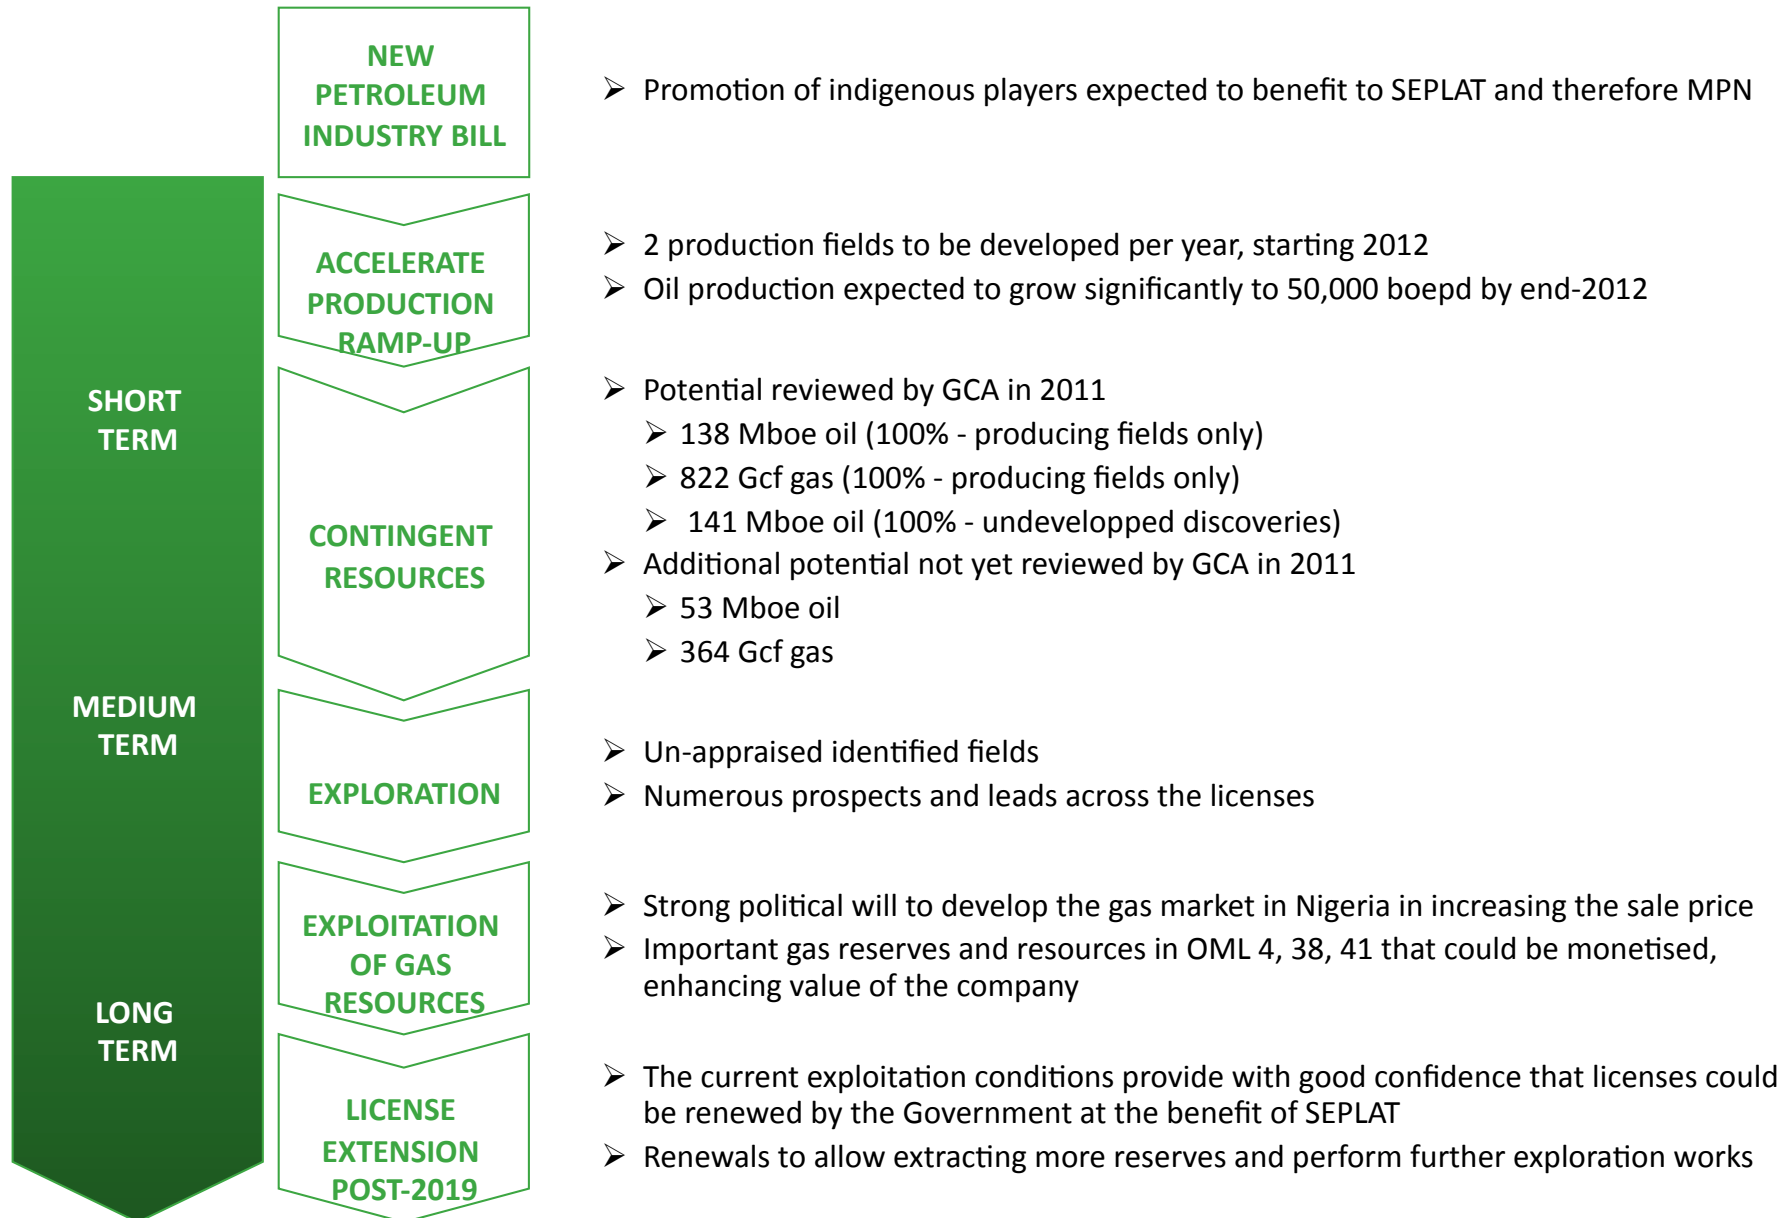 NEW
PETROLEUM
INDUSTRY BILL
➢ Promotion of indigenous players expected to benefit to SEPLAT and therefore MPN
SHORT
TERM
MEDIUM
TERM
LONG
TERM
ACCELERATE
PRODUCTION
RAMP-UP
➢ 2 production fields to be developed per year, starting 2012
➢ Oil production expected to grow significantly to 50,000 boepd by end-2012
CONTINGENT
RESOURCES
➢ Potential reviewed by GCA in 2011
➢ 138 Mboe oil (100% - producing fields only)
➢ 822 Gcf gas (100% - producing fields only)
➢ 141 Mboe oil (100% - undevelopped discoveries)
➢ Additional potential not yet reviewed by GCA in 2011
➢ 53 Mboe oil
➢ 364 Gcf gas
EXPLORATION
➢ Un-appraised identified fields
➢ Numerous prospects and leads across the licenses
EXPLOITATION
OF GAS
RESOURCES
➢ Strong political will to develop the gas market in Nigeria in increasing the sale price
➢ Important gas reserves and resources in OML 4, 38, 41 that could be monetised,
enhancing value of the company
LICENSE
EXTENSION
POST-2019
➢ The current exploitation conditions provide with good confidence that licenses could
be renewed by the Government at the benefit of SEPLAT
➢ Renewals to allow extracting more reserves and perform further exploration works